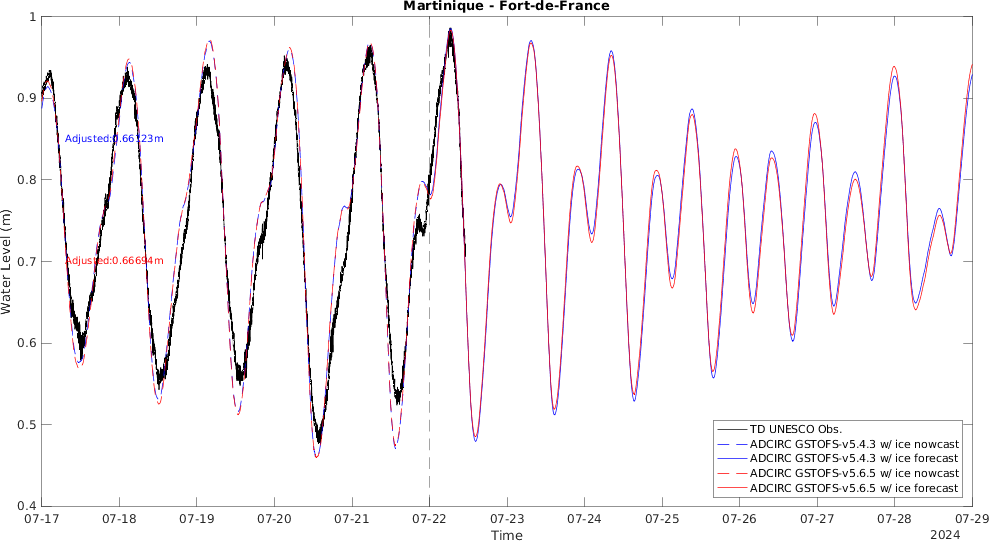 Martinique - Fort-de-France
1
0.9
0.8
0.7
0.6
0.5
0.4
Water Level (m)
Adjusted:0.66123m
Adjusted:0.66694m
TD UNESCO Obs.
ADCIRC GSTOFS-v5.4.3 w/ ice nowcast
ADCIRC GSTOFS-v5.4.3 w/ ice forecast
ADCIRC GSTOFS-v5.6.5 w/ ice nowcast
ADCIRC GSTOFS-v5.6.5 w/ ice forecast
07-17 07-18 07-19 07-20 07-21 07-22 07-23 07-24 07-25 07-26 07-27 07-28 07-29
Time
2024